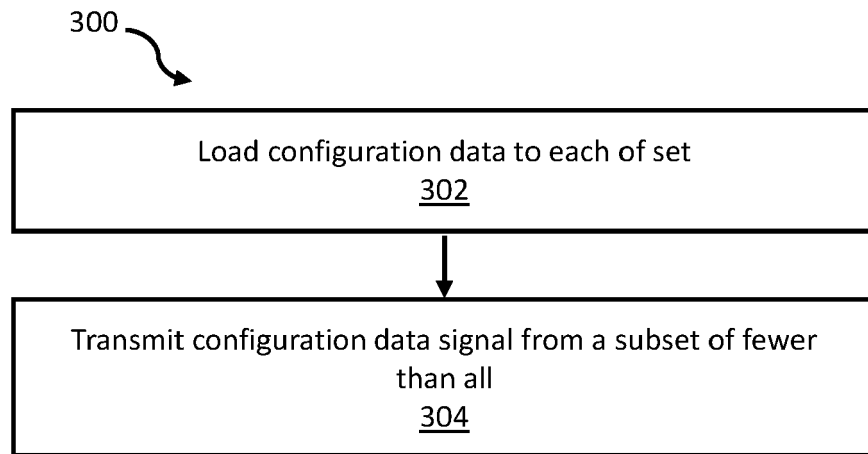 300
Load configuration data to each of set
302
Transmit configuration data signal from a subset of fewer
than all
304